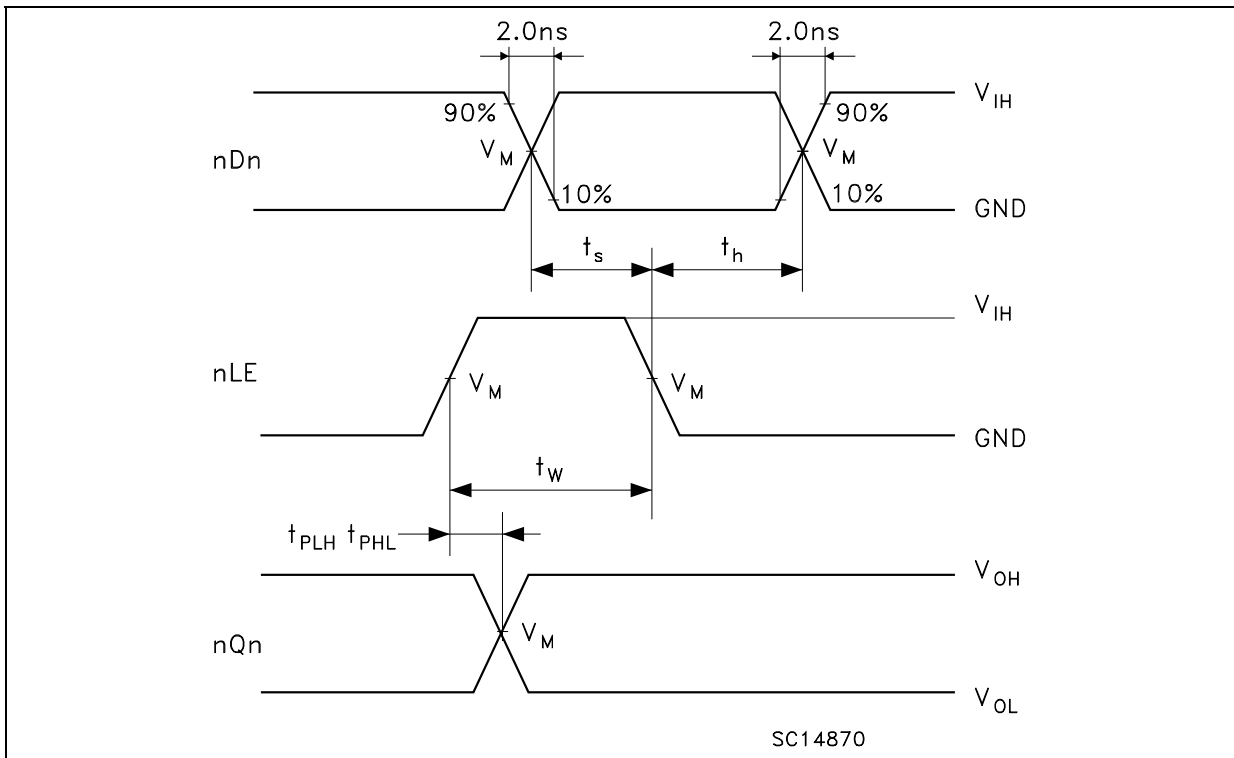 2.0ns 2.0ns
V_IH
90% 90%
nDn V_M V_M
10% 10%
GND
t_s t_h
V_IH
nLE V_M V_M
GND
t_W
t_PLH t_PHL
V_OH
nQn V_M
V_OL
SC14870